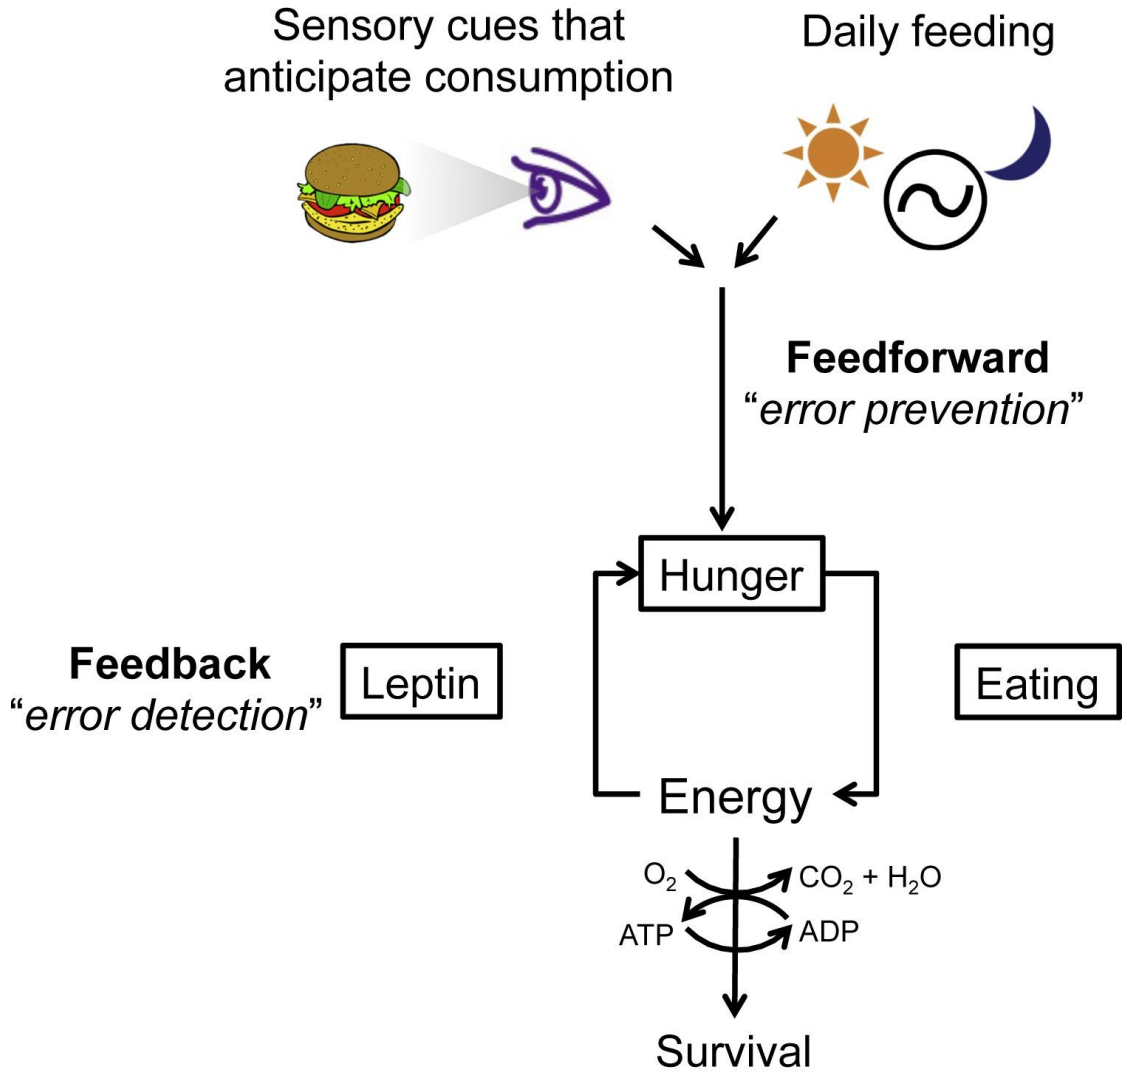 Sensory cues that
anticipate consumption
Daily feeding
Feedforward
“error prevention”
Hunger
Feedback
“error detection”
Leptin
Eating
Energy
O₂
CO₂ + H₂O
ATP
ADP
Survival